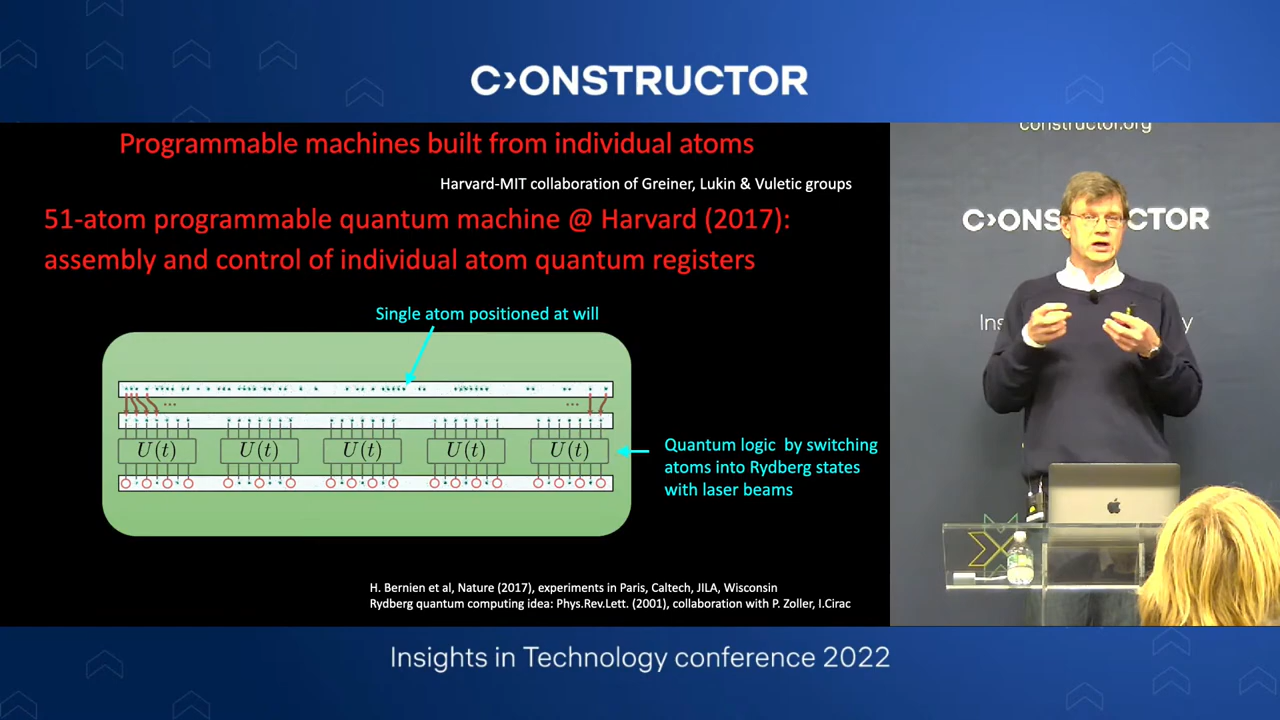 C›ONSTRUCTOR
Programmable machines built from individual atoms
Harvard-MIT collaboration of Greiner, Lukin & Vuletic groups
51-atom programmable quantum machine @ Harvard (2017):
assembly and control of individual atom quantum registers
Single atom positioned at will
... ...
U(t) U(t) U(t) U(t) U(t)
Quantum logic by switching
atoms into Rydberg states
with laser beams
H. Bernien et al, Nature (2017), experiments in Paris, Caltech, JILA, Wisconsin
Rydberg quantum computing idea: Phys.Rev.Lett. (2001), collaboration with P. Zoller, I.Cirac
constructor.org
C›ONSTRUCTOR
Insights in Technology conference 2022